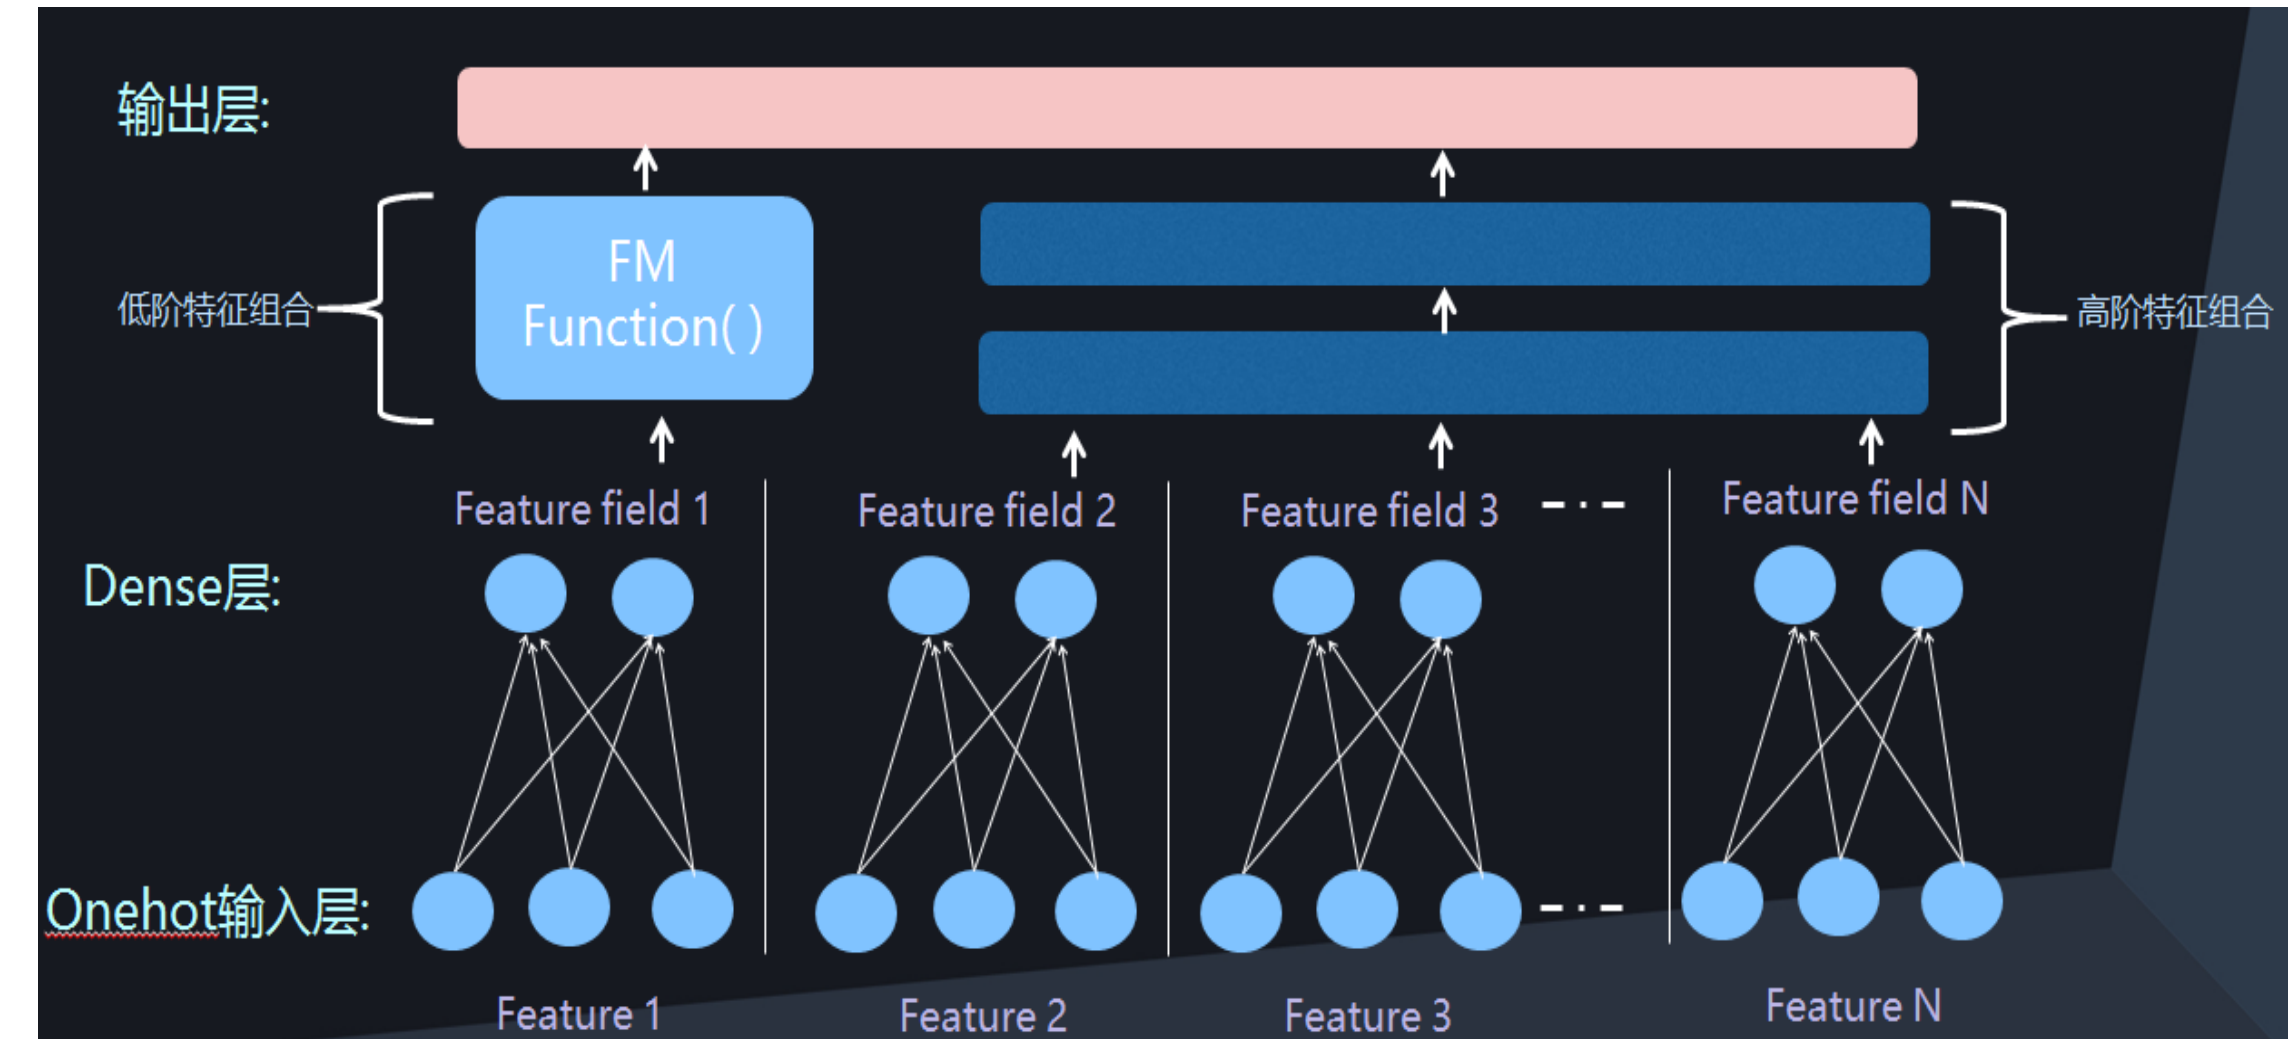 输出层:
FM
Function( )
低阶特征组合
高阶特征组合
Feature field 1
Feature field 2
Feature field 3
Feature field N
Dense层:
Onehot输入层:
Feature 1
Feature 2
Feature 3
Feature N